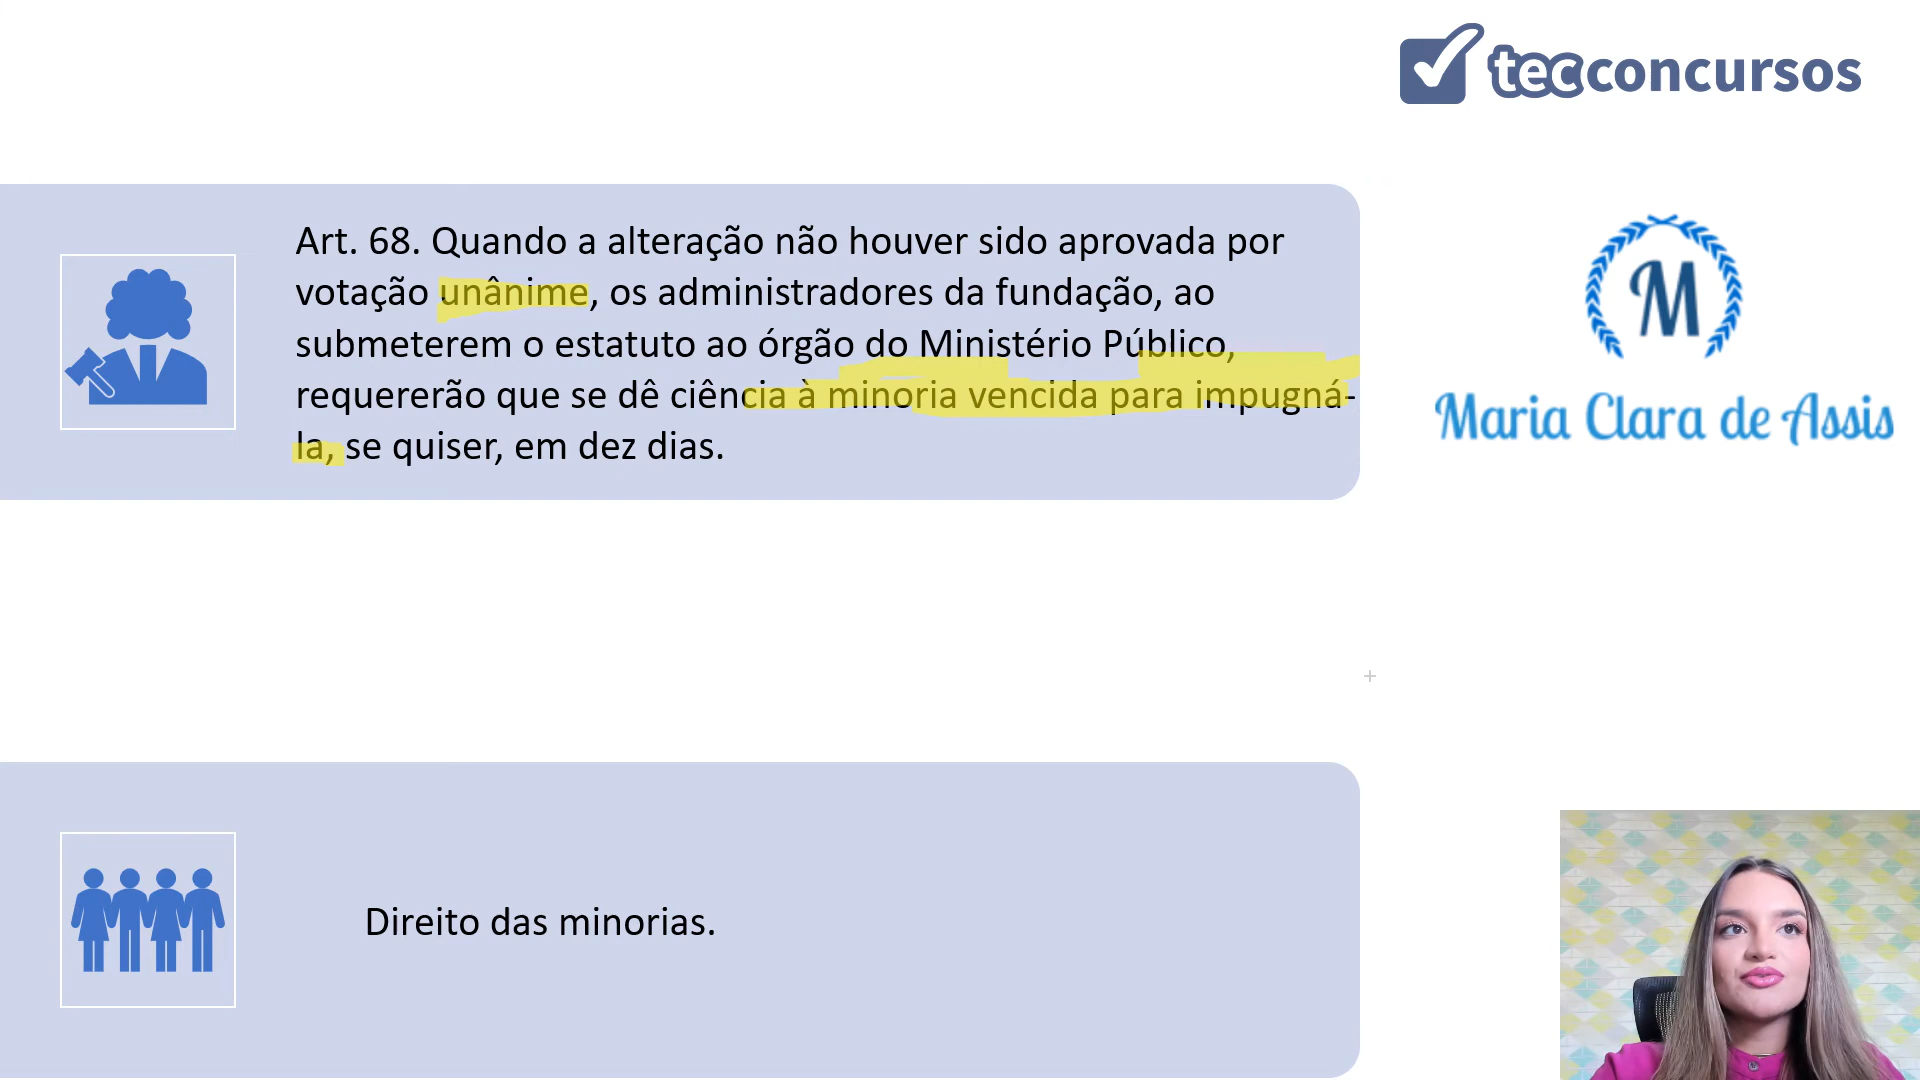 tecconcursos
Art. 68. Quando a alteração não houver sido aprovada por
votação unânime, os administradores da fundação, ao
submeterem o estatuto ao órgão do Ministério Público,
requererão que se dê ciência à minoria vencida para impugná-
la, se quiser, em dez dias.
M
Maria Clara de Assis
Direito das minorias.